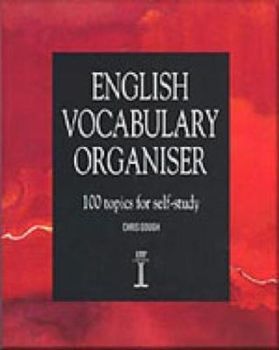 ENGLISH
VOCABULARY
ORGANISER
100 topics for self-study
CHRIS GOUGH